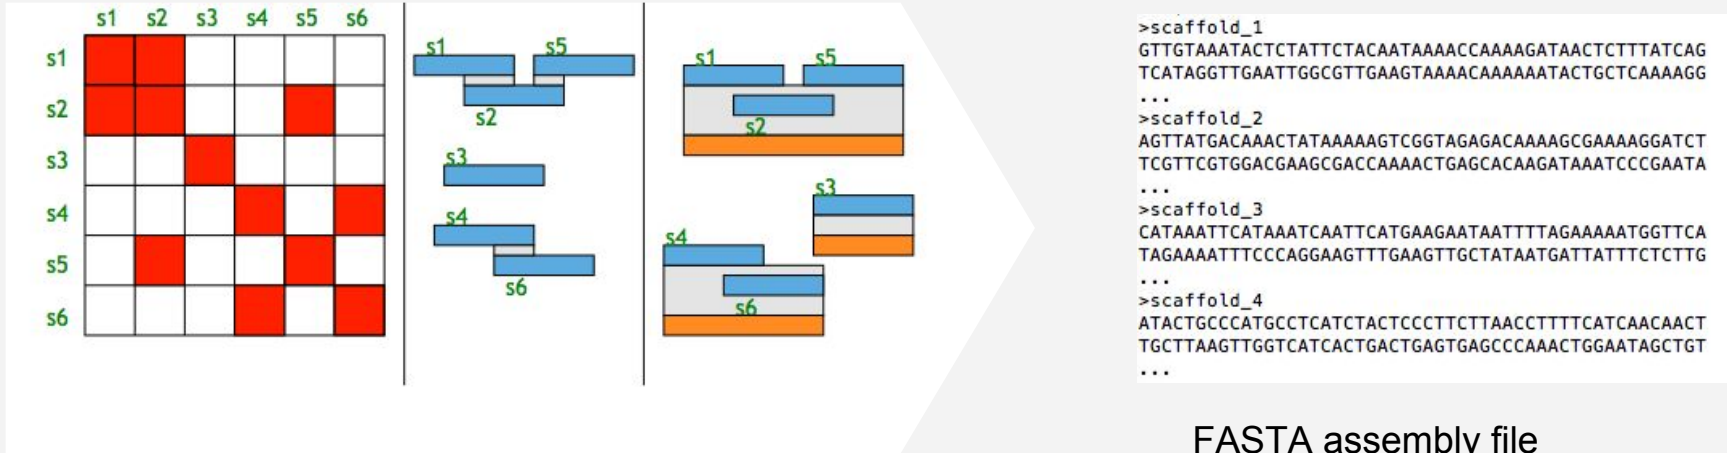 s1 s2 s3 s4 s5 s6
s1
s2
s3
s4
s5
s6
s1 s5
s2
s3
s4
s6
s1 s5
s2
s3
s4
s6
>scaffold_1
GTTGTAAATACTCTATTCTACAATAAAACCAAAAGATAACTCTTTATCAG
TCATAGGTTGAATTGGCGTTGAAGTAAAACAAAAAATACTGCTCAAAAGG
...
>scaffold_2
AGTTATGACAAACTATAAAAAGTCGGTAGAGACAAAAGCGAAAAGGATCT
TCGTTCGTGGACGAAGCGACCAAAACTGAGCACAAGATAAATCCCGAATA
...
>scaffold_3
CATAAATTCATAAATCAATTCATGAAGAATAATTTTAGAAAAATGGTTCA
TAGAAAATTTCCCAGGAAGTTTGAAGTTGCTATAATGATTATTTCTCTTG
...
>scaffold_4
ATACTGCCCATGCCTCATCTACTCCCTTCTTAACCTTTTCATCAACAACT
TGCTTAAGTTGGTCATCACTGACTGAGTGAGCCCAAACTGGAATAGCTGT
...
FASTA assembly file